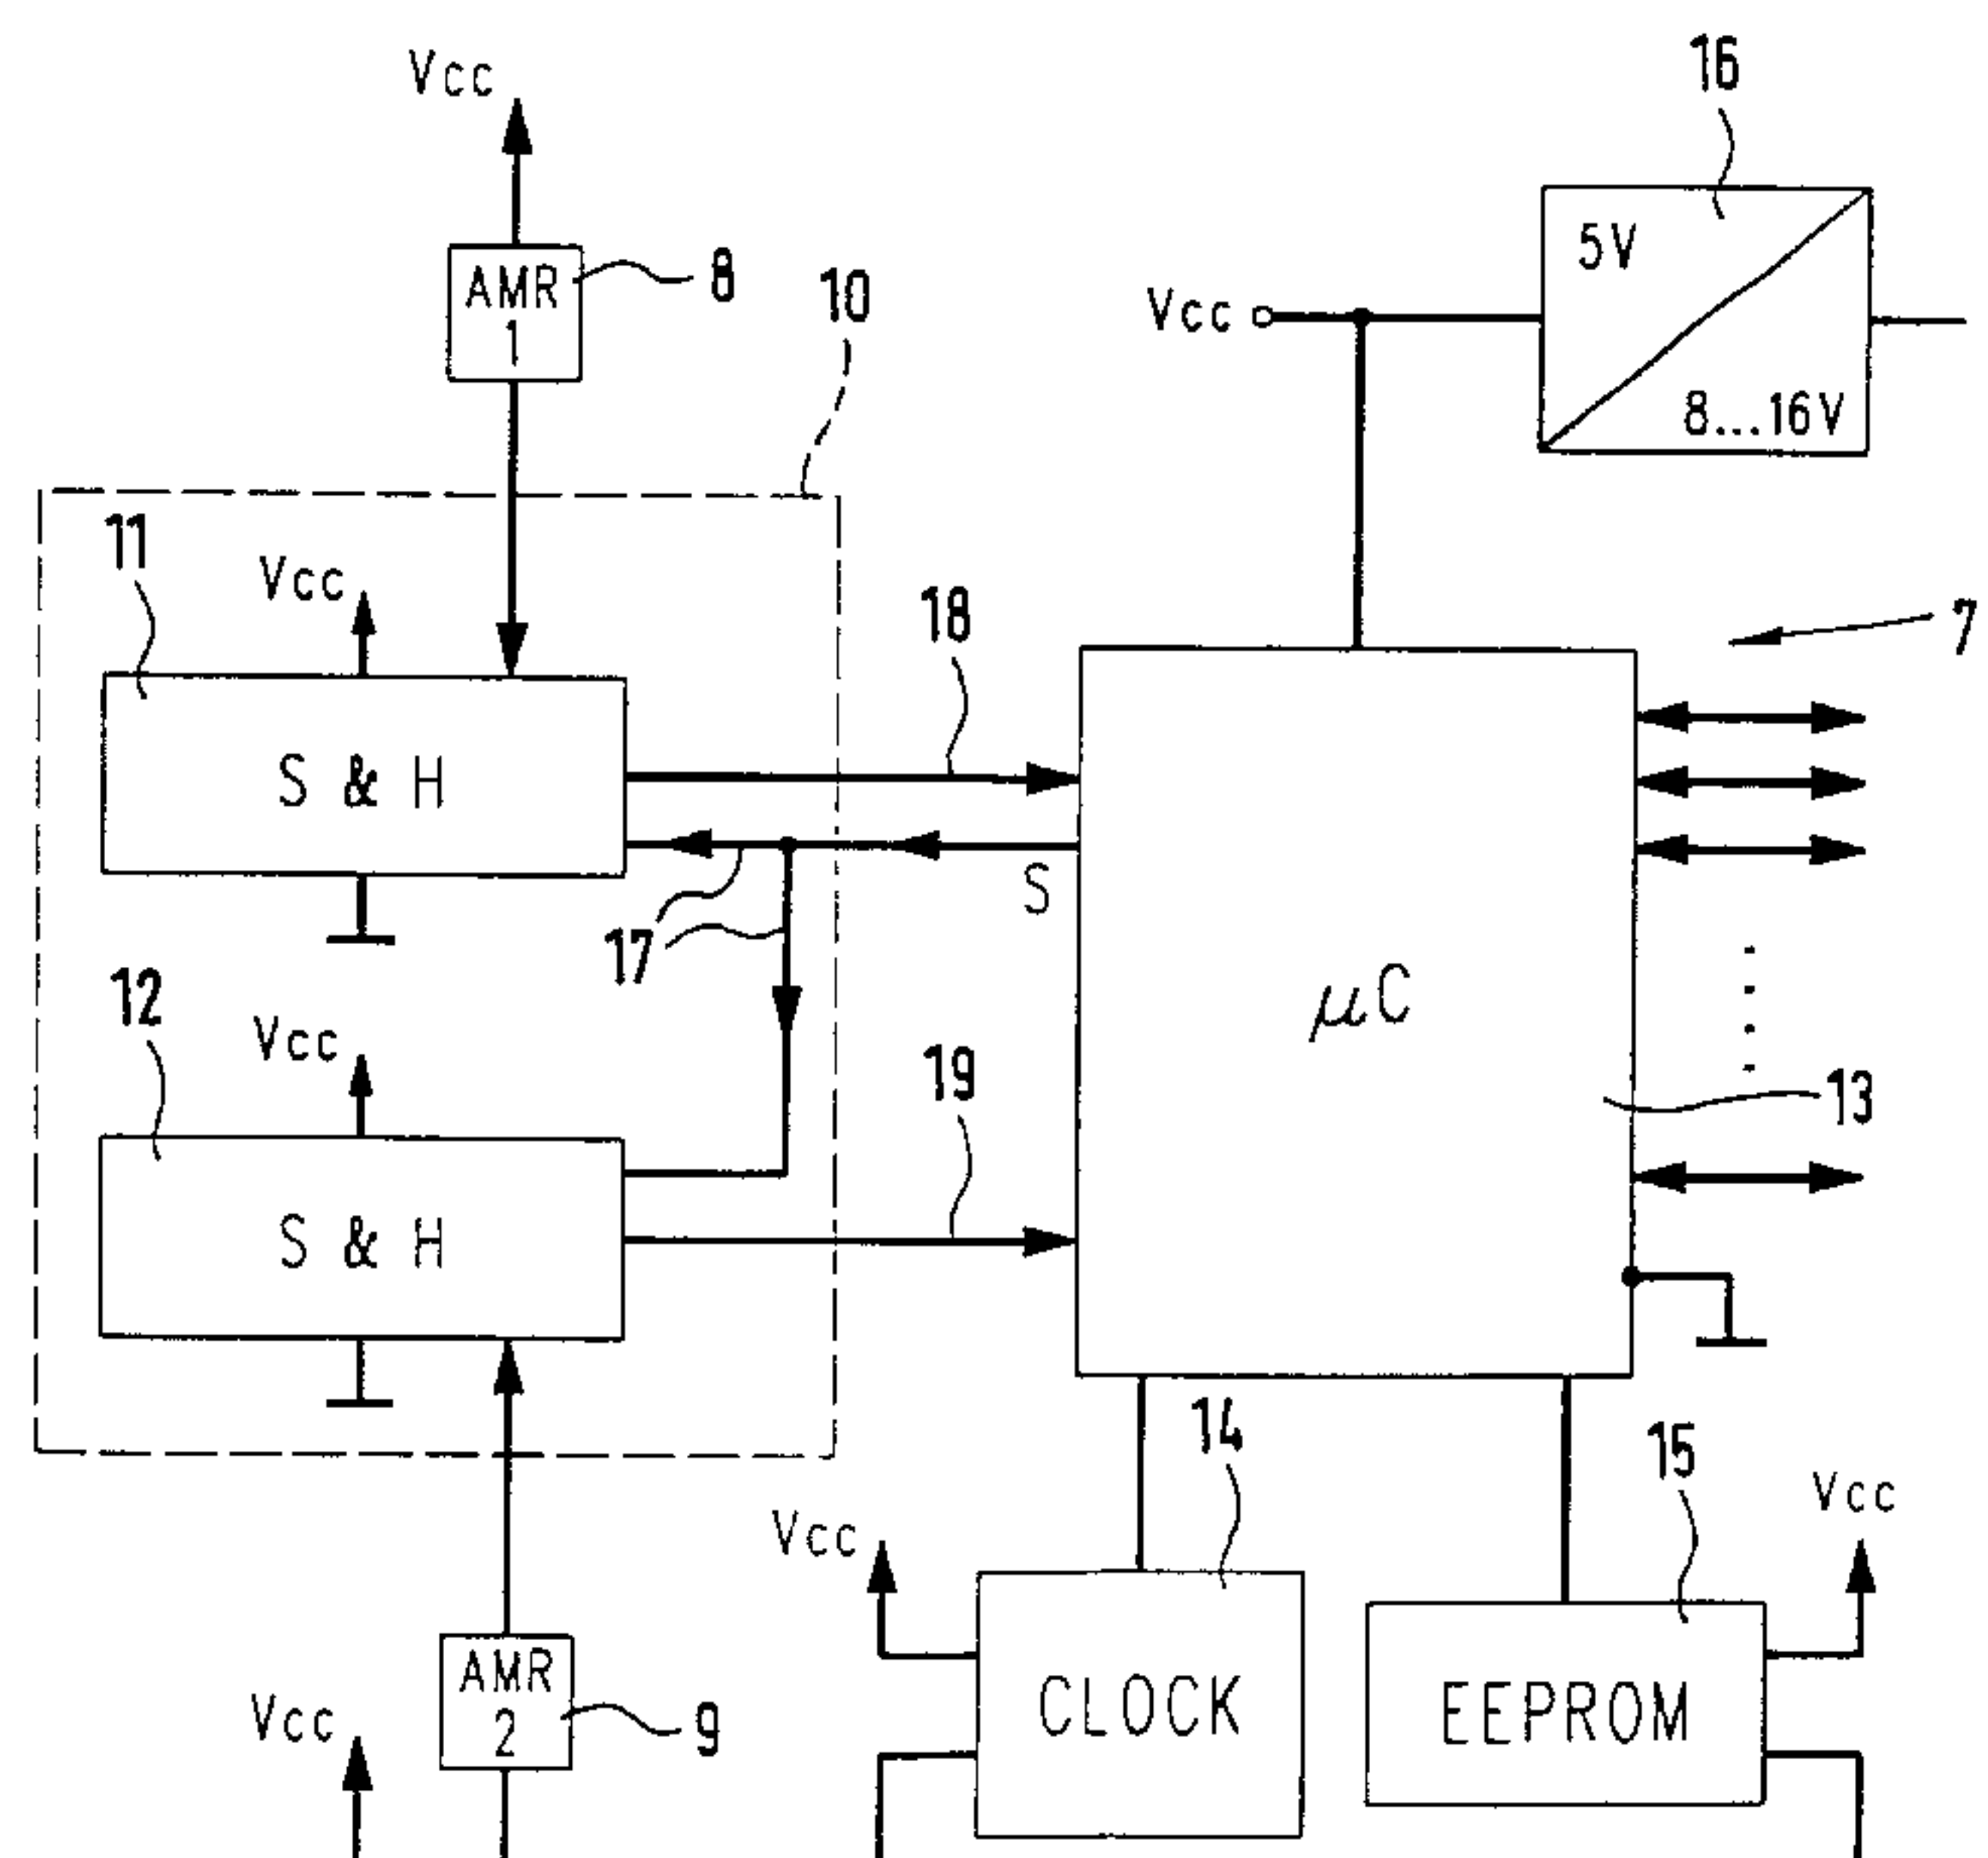 Vcc
16
AMR
1
8
10
5V
Vcc
8...16V
11
Vcc
18
7
S & H
S
17
μC
12
Vcc
19
13
S & H
14
15
Vcc
Vcc
AMR
2
9
CLOCK
EEPROM
Vcc